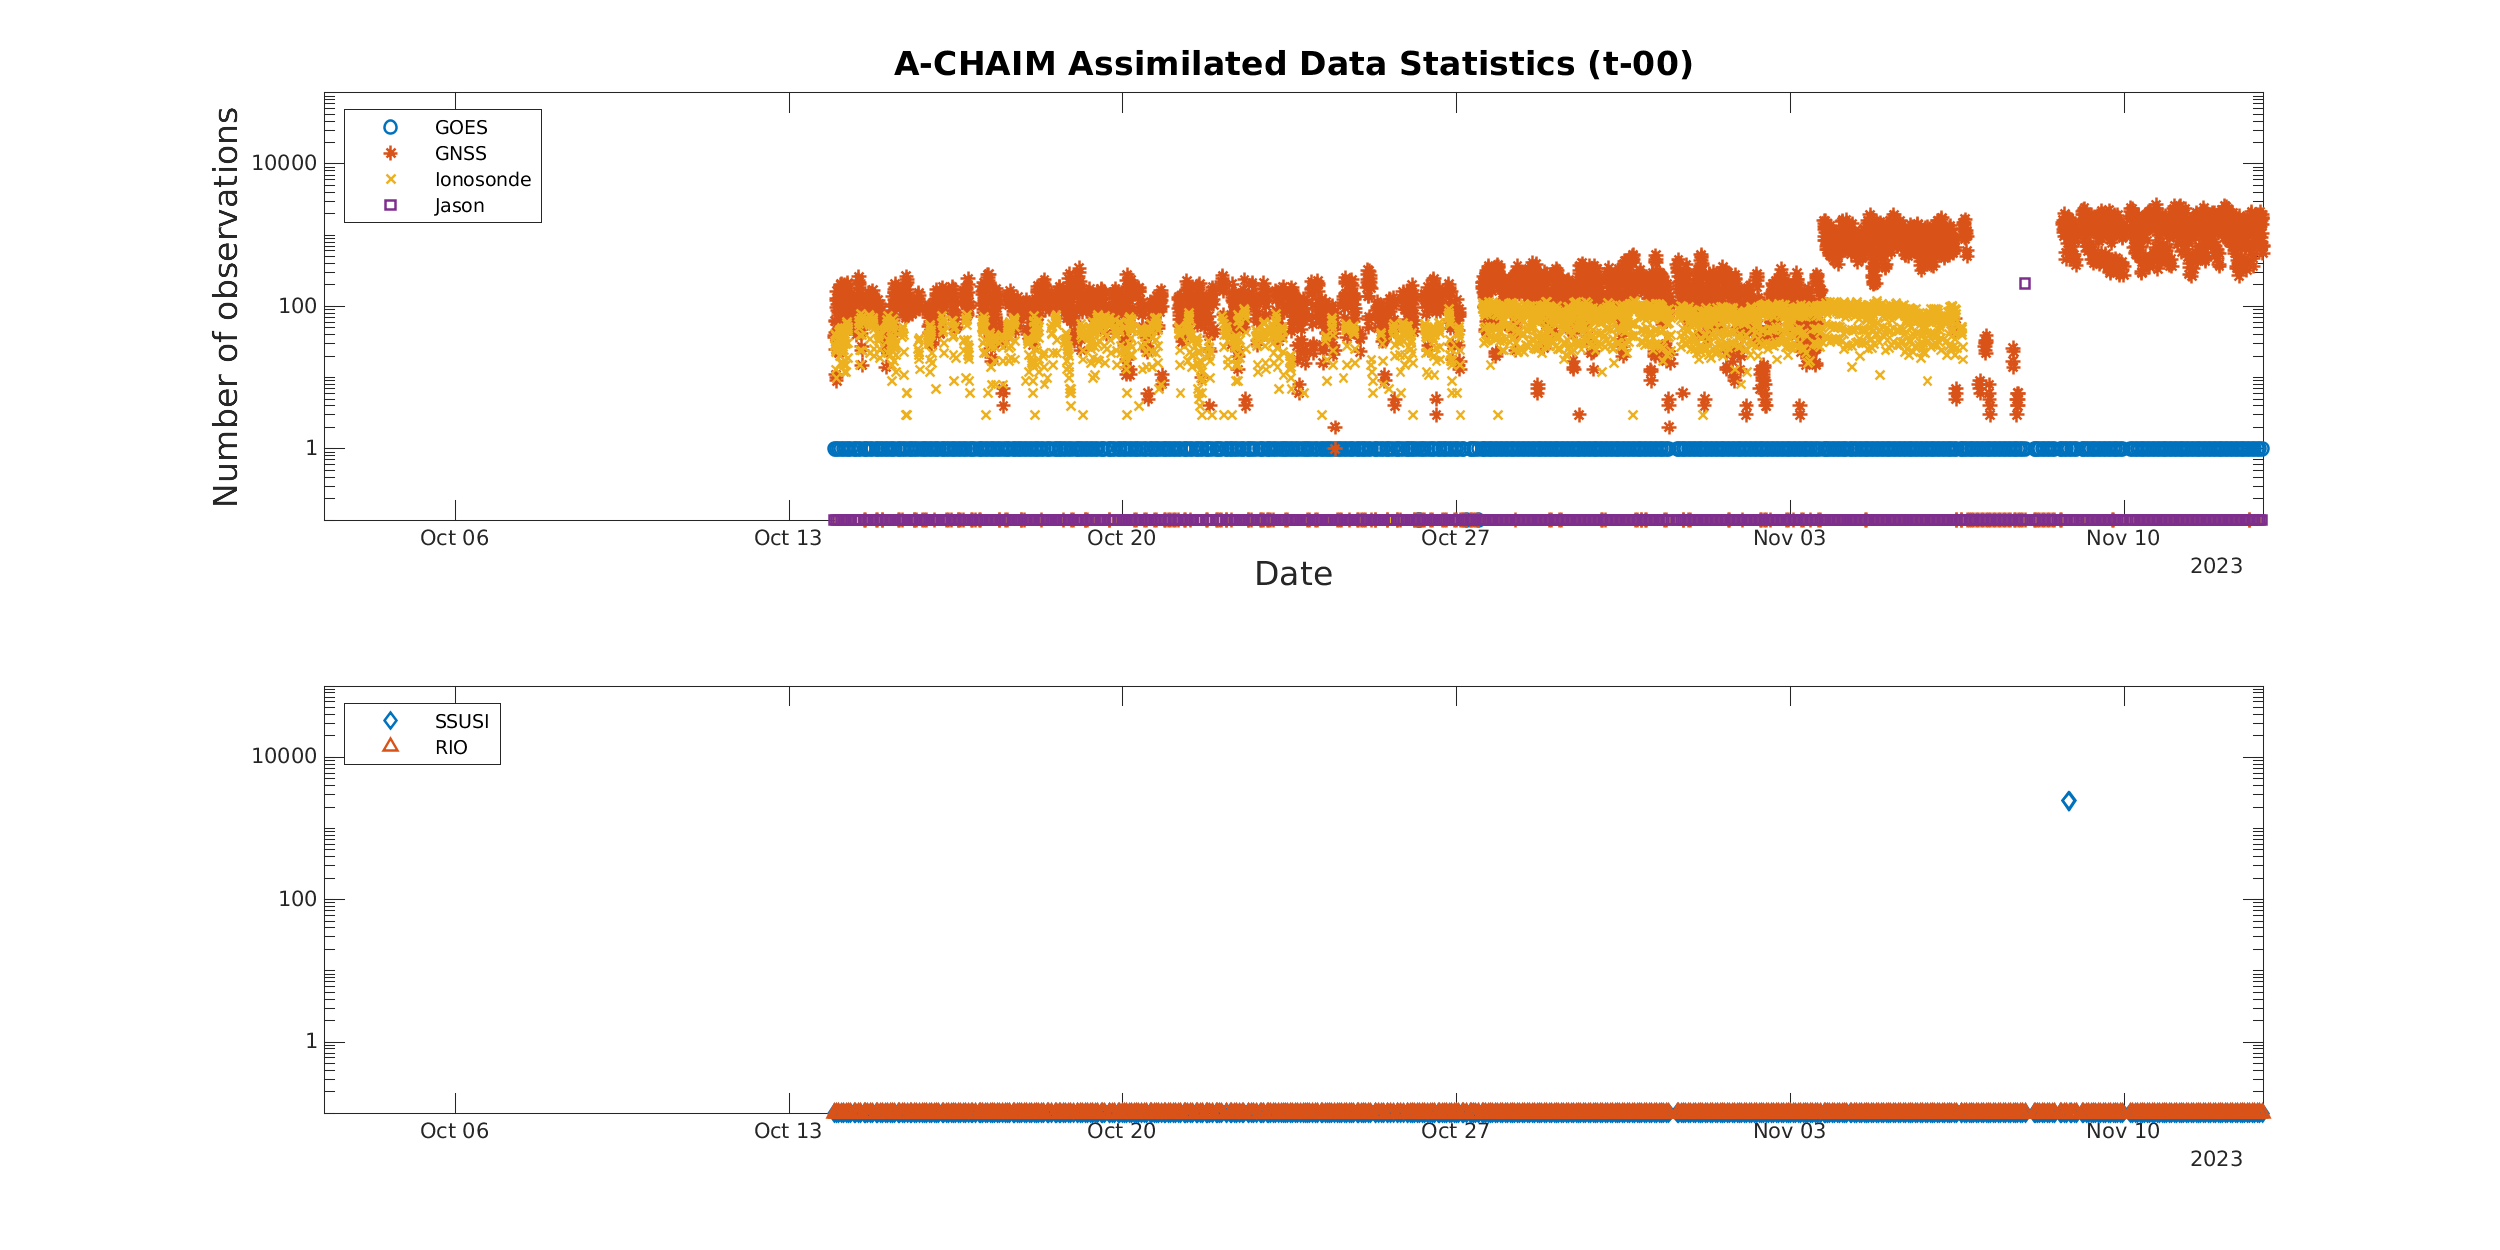 A-CHAIM Assimilated Data Statistics (t-00)
Number of observations
10000
100
1
GOES
GNSS
Ionosonde
Jason
Oct 06
Oct 13
Oct 20
Oct 27
Nov 03
Nov 10
2023
Date
10000
100
1
SSUSI
RIO
Oct 06
Oct 13
Oct 20
Oct 27
Nov 03
Nov 10
2023